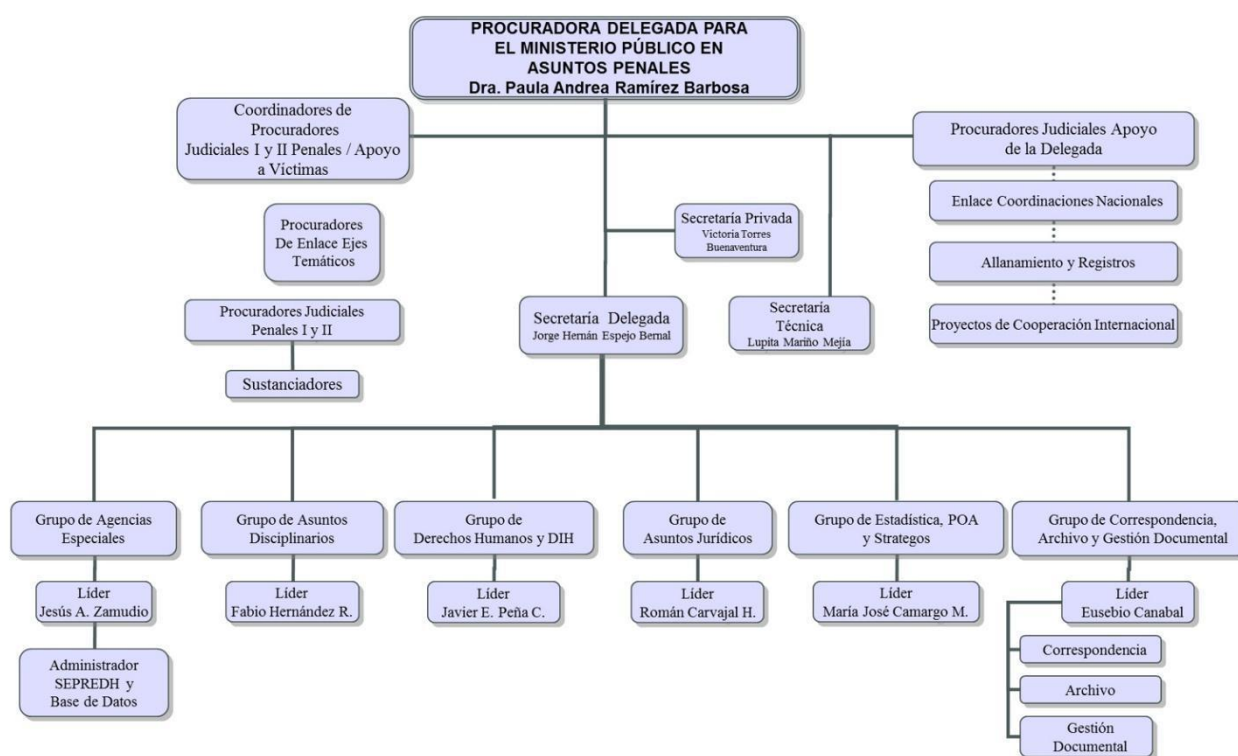 PROCURADORA DELEGADA PARA
EL MINISTERIO PÚBLICO EN
ASUNTOS PENALES
Dra. Paula Andrea Ramírez Barbosa
Coordinadores de
Procuradores
Judiciales I y II Penales / Apoyo
a Víctimas
Procuradores Judiciales Apoyo
de la Delegada
Enlace Coordinaciones Nacionales
Allanamiento y Registros
Proyectos de Cooperación Internacional
Procuradores
De Enlace Ejes
Temáticos
Secretaría Privada
Victoria Torres
Buenaventura
Procuradores Judiciales
Penales I y II
Sustanciadores
Secretaría Delegada
Jorge Hernán Espejo Bernal
Secretaría
Técnica
Lupita Mariño Mejía
Grupo de Agencias
Especiales
Grupo de Asuntos
Disciplinarios
Grupo de
Derechos Humanos y DIH
Grupo de
Asuntos Jurídicos
Grupo de Estadística, POA
y Strategos
Grupo de Correspondencia,
Archivo y Gestión Documental
Líder
Jesús A. Zamudio
Líder
Fabio Hernández R.
Líder
Javier E. Peña C.
Líder
Román Carvajal H.
Líder
María José Camargo M.
Líder
Eusebio Canabal
Administrador
SEPREDH y
Base de Datos
Correspondencia
Archivo
Gestión
Documental